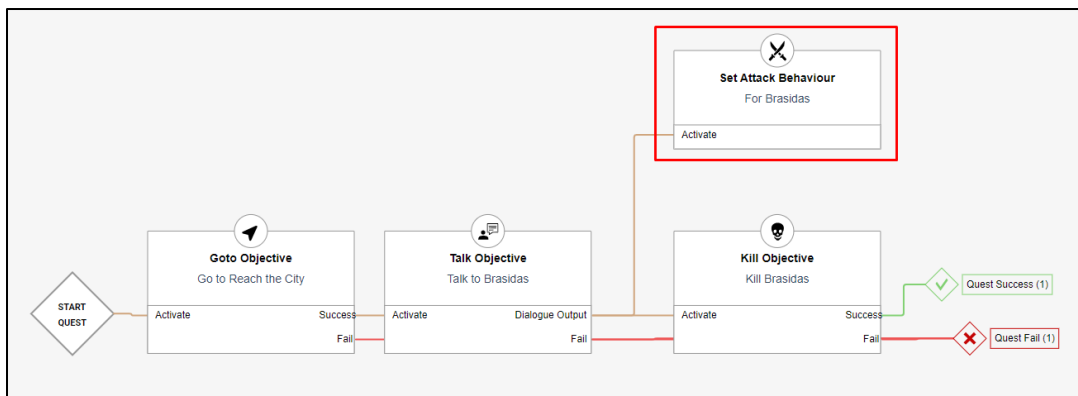 Set Attack Behaviour
For Brasidas
Activate
START
QUEST
Goto Objective
Go to Reach the City
Activate
Success
Fail
Talk Objective
Talk to Brasidas
Activate
Dialogue Output
Fail
Kill Objective
Kill Brasidas
Activate
Success
Fail
Quest Success (1)
Quest Fail (1)